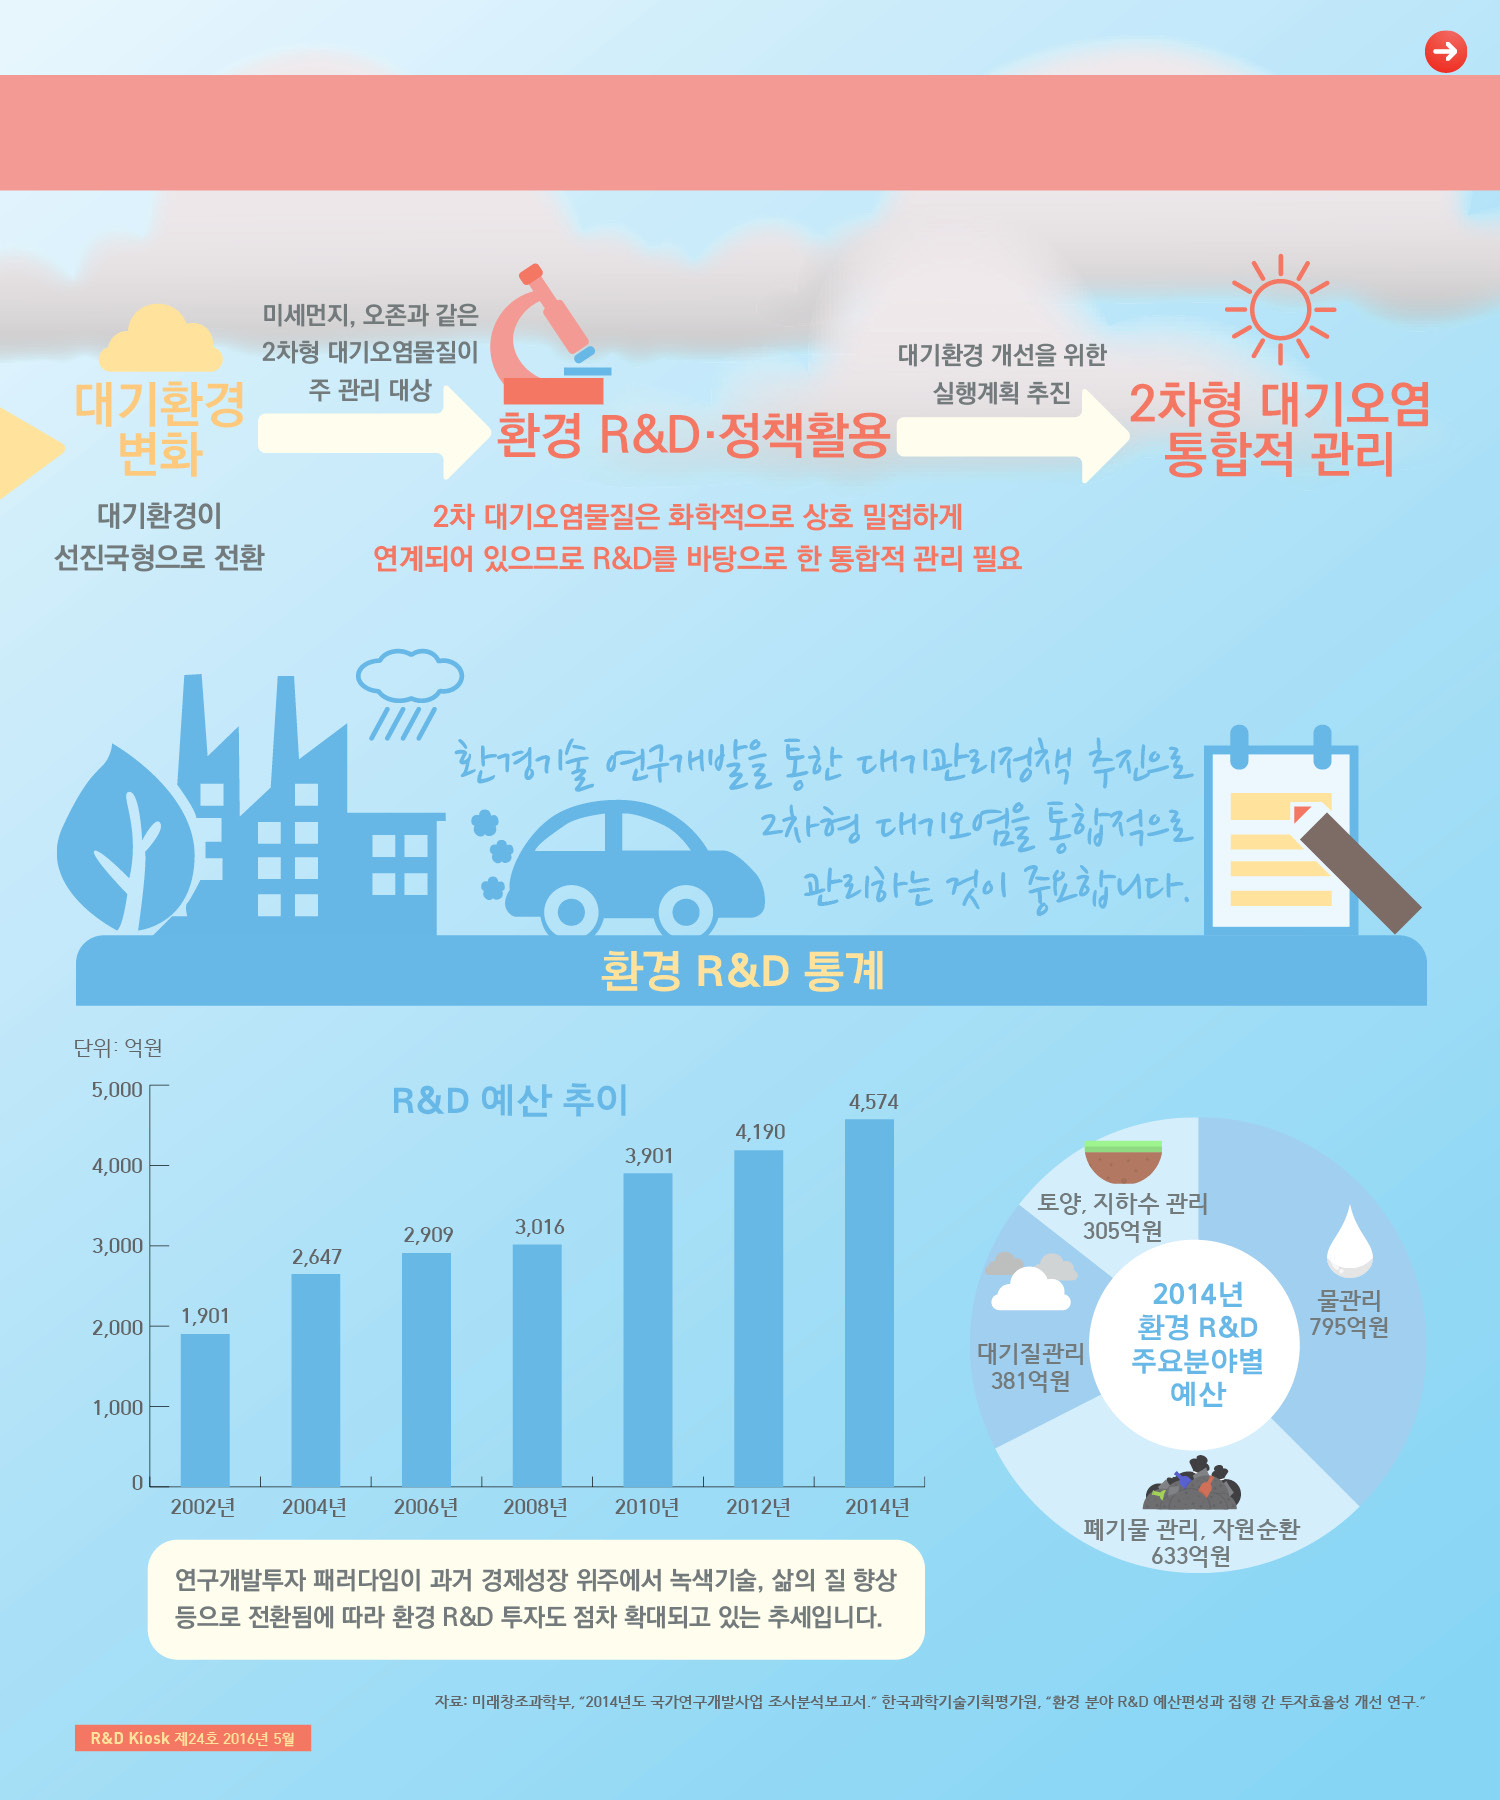 미세먼지, 오존과 같은
2차형 대기오염물질이
주 관리 대상
대기환경 개선을 위한
실행계획 추진
대기환경
변화
환경 R&D·정책활용
2차형 대기오염
통합적 관리
대기환경이
선진국형으로 전환
2차 대기오염물질은 화학적으로 상호 밀접하게
연계되어 있으므로 R&D를 바탕으로 한 통합적 관리 필요
환경기술 연구개발을 통한 대기관리정책 추진으로
2차형 대기오염을 통합적으로
관리하는 것이 중요합니다.
환경 R&D 통계
단위: 억원
R&D 예산 추이
5,000
4,000
3,000
2,000
1,000
0
1,901
2,647
2,909
3,016
3,901
4,190
4,574
2002년
2004년
2006년
2008년
2010년
2012년
2014년
토양, 지하수 관리
305억원
물관리
795억원
대기질관리
381억원
2014년
환경 R&D
주요분야별
예산
폐기물 관리, 자원순환
633억원
연구개발투자 패러다임이 과거 경제성장 위주에서 녹색기술, 삶의 질 향상
등으로 전환됨에 따라 환경 R&D 투자도 점차 확대되고 있는 추세입니다.
자료: 미래창조과학부, “2014년도 국가연구개발사업 조사분석보고서.” 한국과학기술기획평가원, “환경 분야 R&D 예산편성과 집행 간 투자효율성 개선 연구.”
R&D Kiosk 제24호 2016년 5월